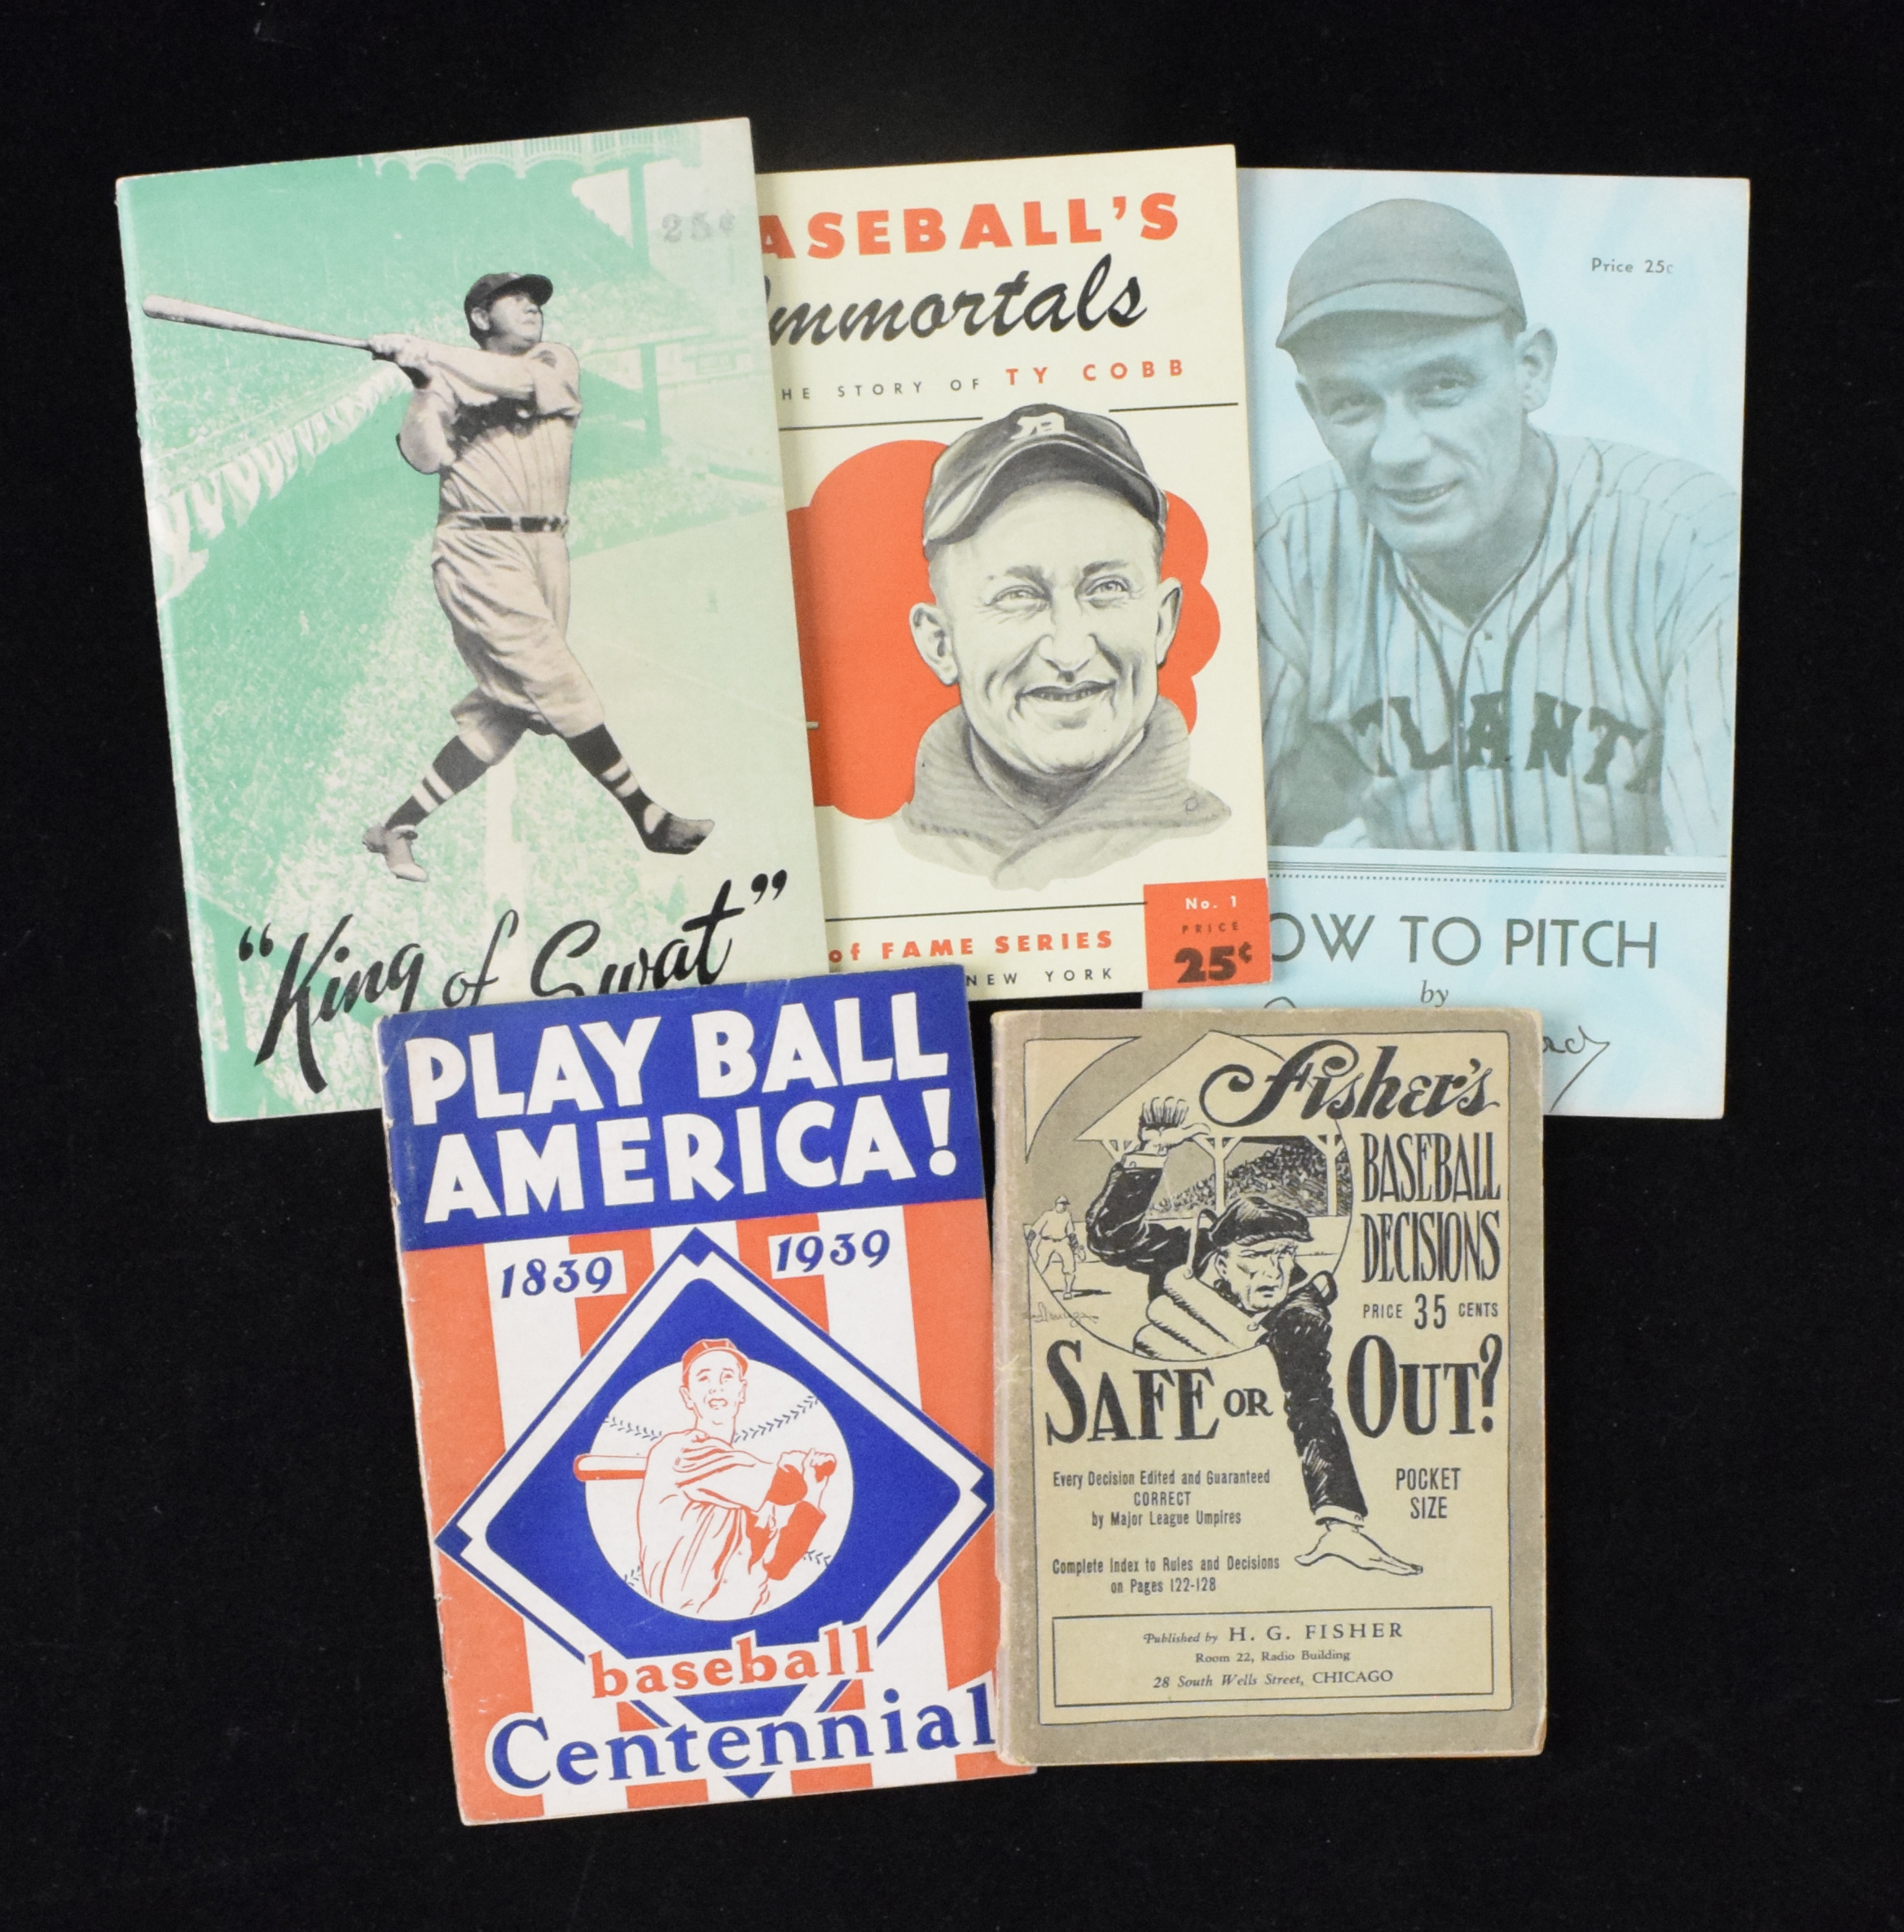 25¢
"King of Swat"
ASEBALL'S
Immortals
HE STORY OF TY COBB
B
of FAME SERIES
NEW YORK
No. 1
PRICE
25¢
Price 25c
TLANT
OW TO PITCH
by
PLAY BALL
AMERICA!
1839 1939
baseball
Centennial
Fisher's
BASEBALL
DECISIONS
PRICE 35 CENTS
SAFE OR OUT?
Every Decision Edited and Guaranteed
CORRECT
by Major League Umpires
POCKET
SIZE
Complete Index to Rules and Decisions
on Pages 122-128
Published by H. G. FISHER
Room 22, Radio Building
28 South Wells Street, CHICAGO